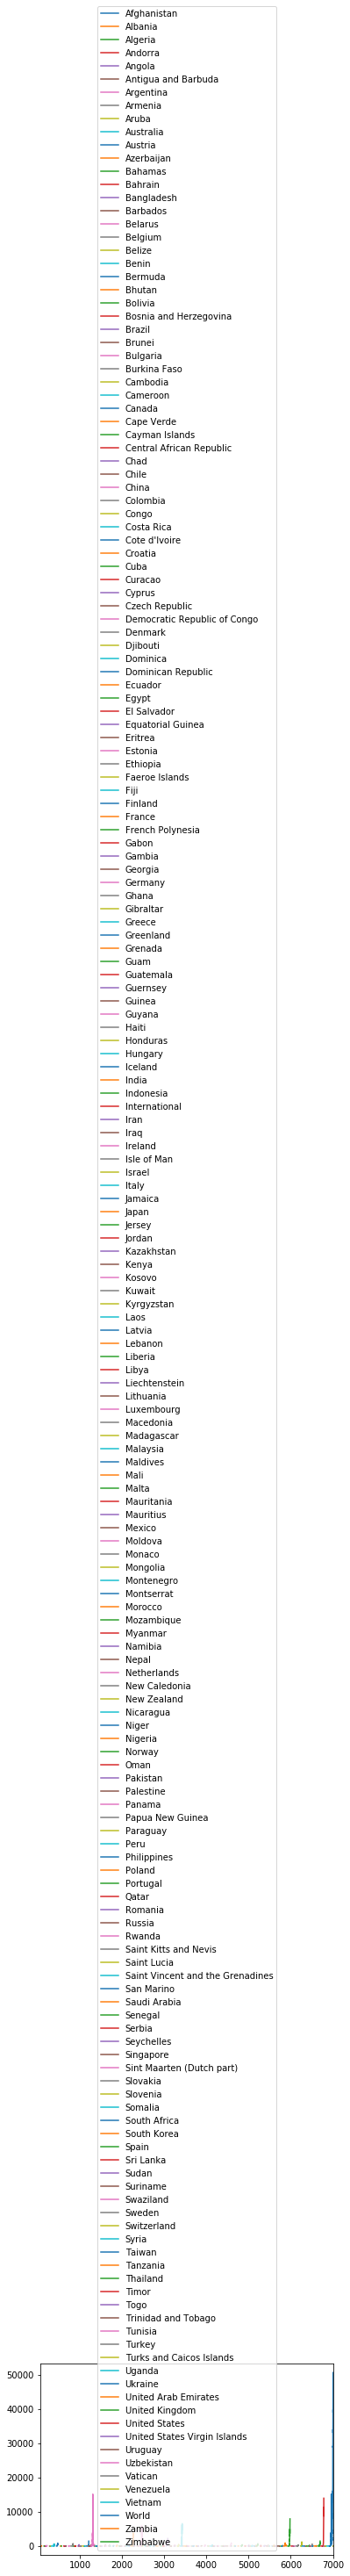 Afghanistan
Albania
Algeria
Andorra
Angola
Antigua and Barbuda
Argentina
Armenia
Aruba
Australia
Austria
Azerbaijan
Bahamas
Bahrain
Bangladesh
Barbados
Belarus
Belgium
Belize
Benin
Bermuda
Bhutan
Bolivia
Bosnia and Herzegovina
Brazil
Brunei
Bulgaria
Burkina Faso
Cambodia
Cameroon
Canada
Cape Verde
Cayman Islands
Central African Republic
Chad
Chile
China
Colombia
Congo
Costa Rica
Cote d'Ivoire
Croatia
Cuba
Curacao
Cyprus
Czech Republic
Democratic Republic of Congo
Denmark
Djibouti
Dominica
Dominican Republic
Ecuador
Egypt
El Salvador
Equatorial Guinea
Eritrea
Estonia
Ethiopia
Faeroe Islands
Fiji
Finland
France
French Polynesia
Gabon
Gambia
Georgia
Germany
Ghana
Gibraltar
Greece
Greenland
Grenada
Guam
Guatemala
Guernsey
Guinea
Guyana
Haiti
Honduras
Hungary
Iceland
India
Indonesia
International
Iran
Iraq
Ireland
Isle of Man
Israel
Italy
Jamaica
Japan
Jersey
Jordan
Kazakhstan
Kenya
Kosovo
Kuwait
Kyrgyzstan
Laos
Latvia
Lebanon
Liberia
Libya
Liechtenstein
Lithuania
Luxembourg
Macedonia
Madagascar
Malaysia
Maldives
Mali
Malta
Mauritania
Mauritius
Mexico
Moldova
Monaco
Mongolia
Montenegro
Montserrat
Morocco
Mozambique
Myanmar
Namibia
Nepal
Netherlands
New Caledonia
New Zealand
Nicaragua
Niger
Nigeria
Norway
Oman
Pakistan
Palestine
Panama
Papua New Guinea
Paraguay
Peru
Philippines
Poland
Portugal
Qatar
Romania
Russia
Rwanda
Saint Kitts and Nevis
Saint Lucia
Saint Vincent and the Grenadines
San Marino
Saudi Arabia
Senegal
Serbia
Seychelles
Singapore
Sint Maarten (Dutch part)
Slovakia
Slovenia
Somalia
South Africa
South Korea
Spain
Sri Lanka
Sudan
Suriname
Swaziland
Sweden
Switzerland
Syria
Taiwan
Tanzania
Thailand
Timor
Togo
Trinidad and Tobago
Tunisia
Turkey
Turks and Caicos Islands
Uganda
Ukraine
United Arab Emirates
United Kingdom
United States
United States Virgin Islands
Uruguay
Uzbekistan
Vatican
Venezuela
Vietnam
World
Zambia
Zimbabwe
50000
40000
30000
20000
10000
0
1000 2000 3000 4000 5000 6000 7000